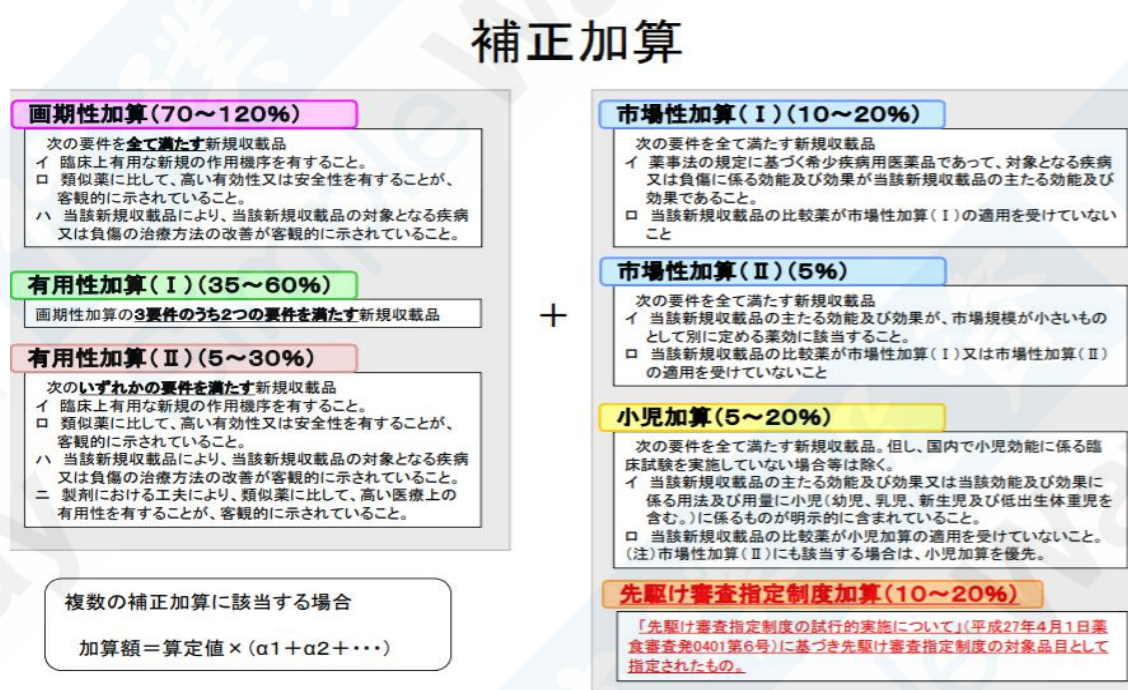 補正加算
画期性加算(70～120%)
次の要件を全て満たす新規収載品
イ 臨床上有用な新規の作用機序を有すること。
ロ 類似薬に比して、高い有効性又は安全性を有することが、
客観的に示されていること。
ハ 当該新規収載品により、当該新規収載品の対象となる疾病
又は負傷の治療方法の改善が客観的に示されていること。
有用性加算(Ⅰ)(35～60%)
画期性加算の3要件のうち2つの要件を満たす新規収載品
有用性加算(Ⅱ)(5～30%)
次のいずれかの要件を満たす新規収載品
イ 臨床上有用な新規の作用機序を有すること。
ロ 類似薬に比して、高い有効性又は安全性を有することが、
客観的に示されていること。
ハ 当該新規収載品により、当該新規収載品の対象となる疾病
又は負傷の治療方法の改善が客観的に示されていること。
ニ 製剤における工夫により、類似薬に比して、高い医療上の
有用性を有することが、客観的に示されていること。
複数の補正加算に該当する場合
加算額＝算定値×(α1+α2+･･･)
+
市場性加算(Ⅰ)(10～20%)
次の要件を全て満たす新規収載品
イ 薬事法の規定に基づく希少疾病用医薬品であって、対象となる疾病
又は負傷に係る効能及び効果が当該新規収載品の主たる効能及び
効果であること。
ロ 当該新規収載品の比較薬が市場性加算(Ⅰ)の適用を受けていない
こと
市場性加算(Ⅱ)(5%)
次の要件を全て満たす新規収載品
イ 当該新規収載品の主たる効能及び効果が、市場規模が小さいもの
として別に定める薬効に該当すること。
ロ 当該新規収載品の比較薬が市場性加算(Ⅰ)又は市場性加算(Ⅱ)
の適用を受けていないこと
小児加算(5～20%)
次の要件を全て満たす新規収載品。但し、国内で小児効能に係る臨
床試験を実施していない場合等は除く。
イ 当該新規収載品の主たる効能及び効果又は当該効能及び効果に
係る用法及び用量に小児(幼児、乳児、新生児及び低出生体重児を
含む。)に係るものが明示的に含まれていること。
ロ 当該新規収載品の比較薬が小児加算の適用を受けていないこと。
(注)市場性加算(Ⅱ)にも該当する場合は、小児加算を優先。
先駆け審査指定制度加算(10～20%)
『先駆け審査指定制度の試行的実施について』(平成27年4月1日薬
食審査発0401第6号)に基づき先駆け審査指定制度の対象品目として
指定されたもの。